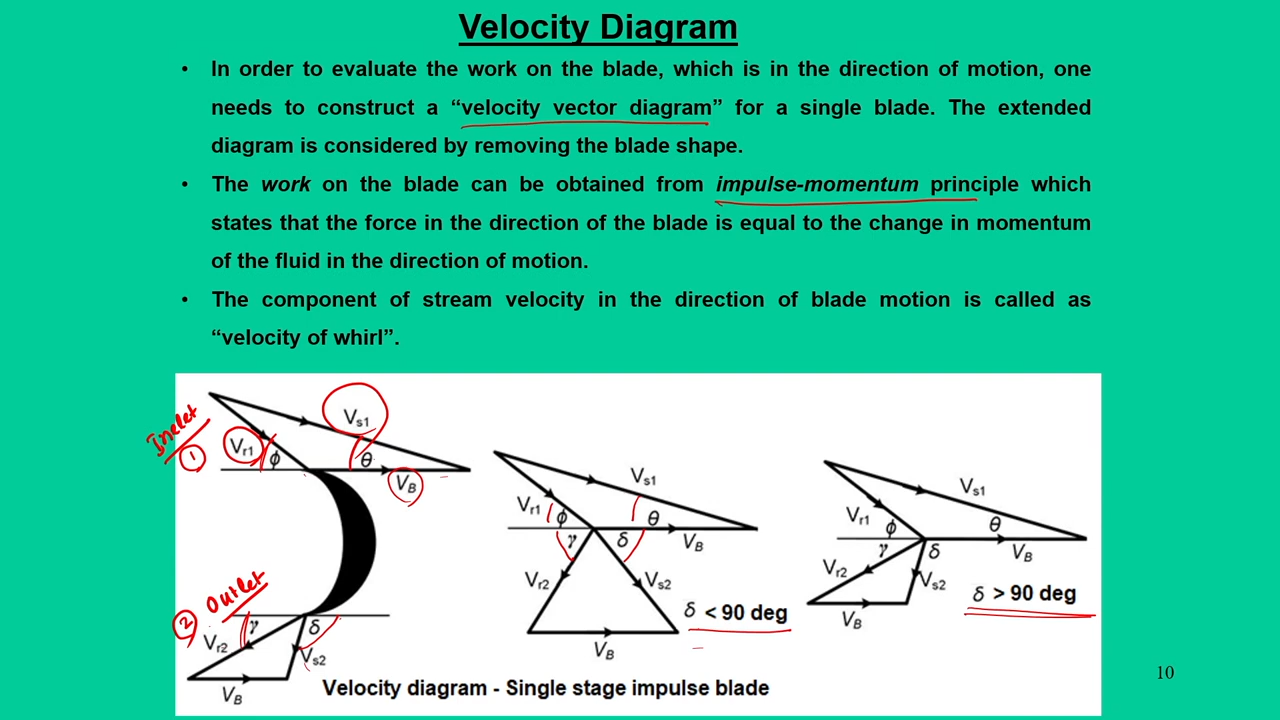 Velocity Diagram
• In order to evaluate the work on the blade, which is in the direction of motion, one
needs to construct a “velocity vector diagram” for a single blade. The extended
diagram is considered by removing the blade shape.
• The work on the blade can be obtained from impulse-momentum principle which
states that the force in the direction of the blade is equal to the change in momentum
of the fluid in the direction of motion.
• The component of stream velocity in the direction of blade motion is called as
“velocity of whirl”.
Inelet
1
Vs1
Vr1
ϕ
θ
VB
2
Outlet
Vr2
γ
δ
Vs2
VB
Vs1
Vr1
ϕ
θ
γ
δ
VB
Vr2
Vs2
δ < 90 deg
VB
Vs1
Vr1
ϕ
θ
γ
δ
VB
Vr2
Vs2
δ > 90 deg
VB
Velocity diagram - Single stage impulse blade
10